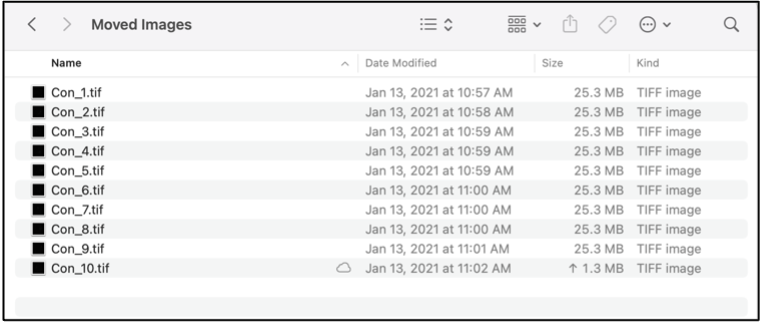 Moved Images
Name Date Modified Size Kind
Con_1.tif Jan 13, 2021 at 10:57 AM 25.3 MB TIFF image
Con_2.tif Jan 13, 2021 at 10:58 AM 25.3 MB TIFF image
Con_3.tif Jan 13, 2021 at 10:59 AM 25.3 MB TIFF image
Con_4.tif Jan 13, 2021 at 10:59 AM 25.3 MB TIFF image
Con_5.tif Jan 13, 2021 at 10:59 AM 25.3 MB TIFF image
Con_6.tif Jan 13, 2021 at 11:00 AM 25.3 MB TIFF image
Con_7.tif Jan 13, 2021 at 11:00 AM 25.3 MB TIFF image
Con_8.tif Jan 13, 2021 at 11:00 AM 25.3 MB TIFF image
Con_9.tif Jan 13, 2021 at 11:01 AM 25.3 MB TIFF image
Con_10.tif Jan 13, 2021 at 11:02 AM ↑ 1.3 MB TIFF image